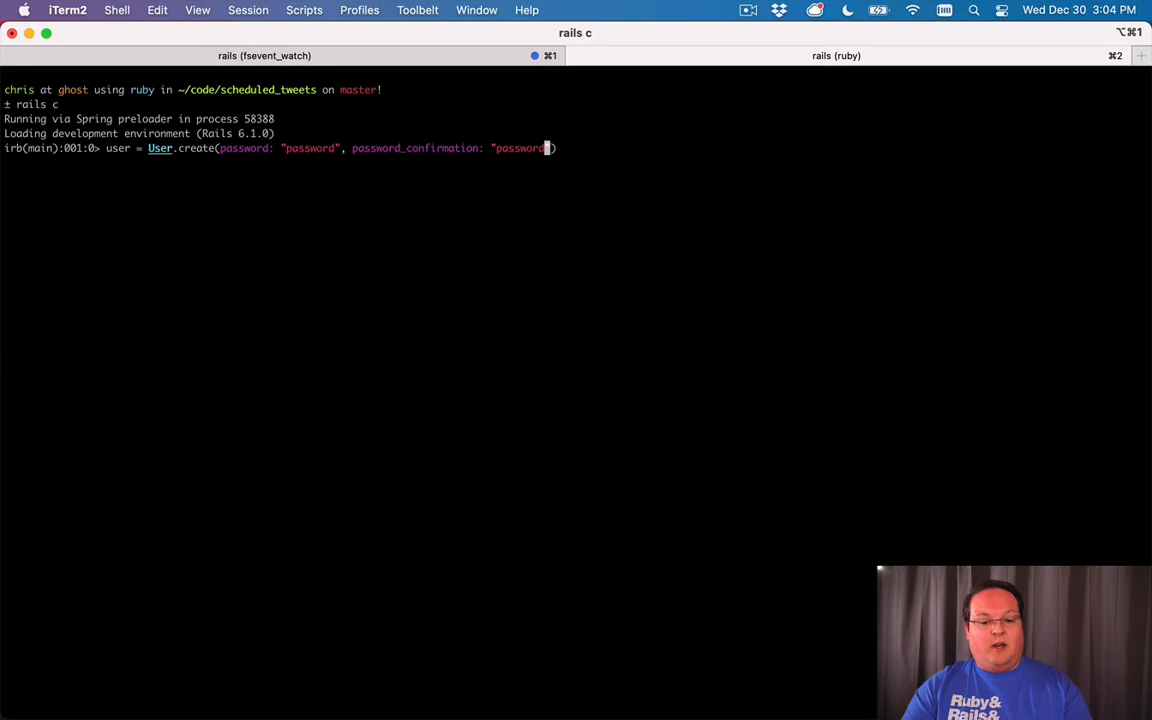 iTerm2 Shell Edit View Session Scripts Profiles Toolbelt Window Help Wed Dec 30 3:04 PM
rails c ⌥⌘1
rails (fsevent_watch) ⌘1 rails (ruby) ⌘2
chris at ghost using ruby in ~/code/scheduled_tweets on master!
± rails c
Running via Spring preloader in process 58388
Loading development environment (Rails 6.1.0)
irb(main):001:0> user = User.create(password: "password", password_confirmation: "password")
Ruby&
Rails&